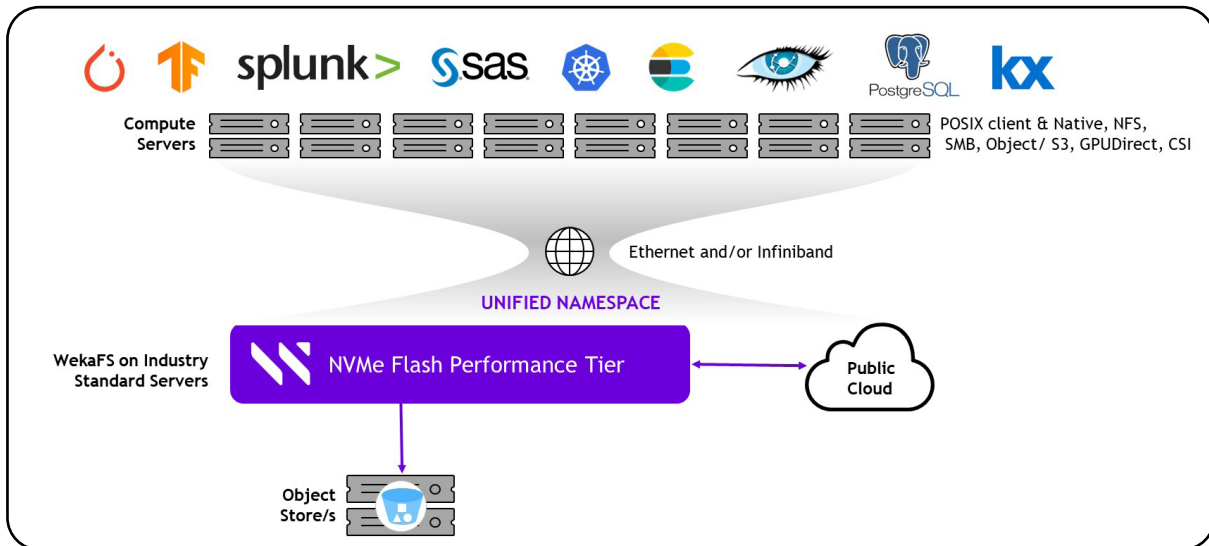 splunk>
sas
PostgreSQL
kx
Compute
Servers
POSIX client & Native, NFS,
SMB, Object/ S3, GPUDirect, CSI
Ethernet and/or Infiniband
UNIFIED NAMESPACE
WekaFS on Industry
Standard Servers
NVMe Flash Performance Tier
Public
Cloud
Object
Store/s